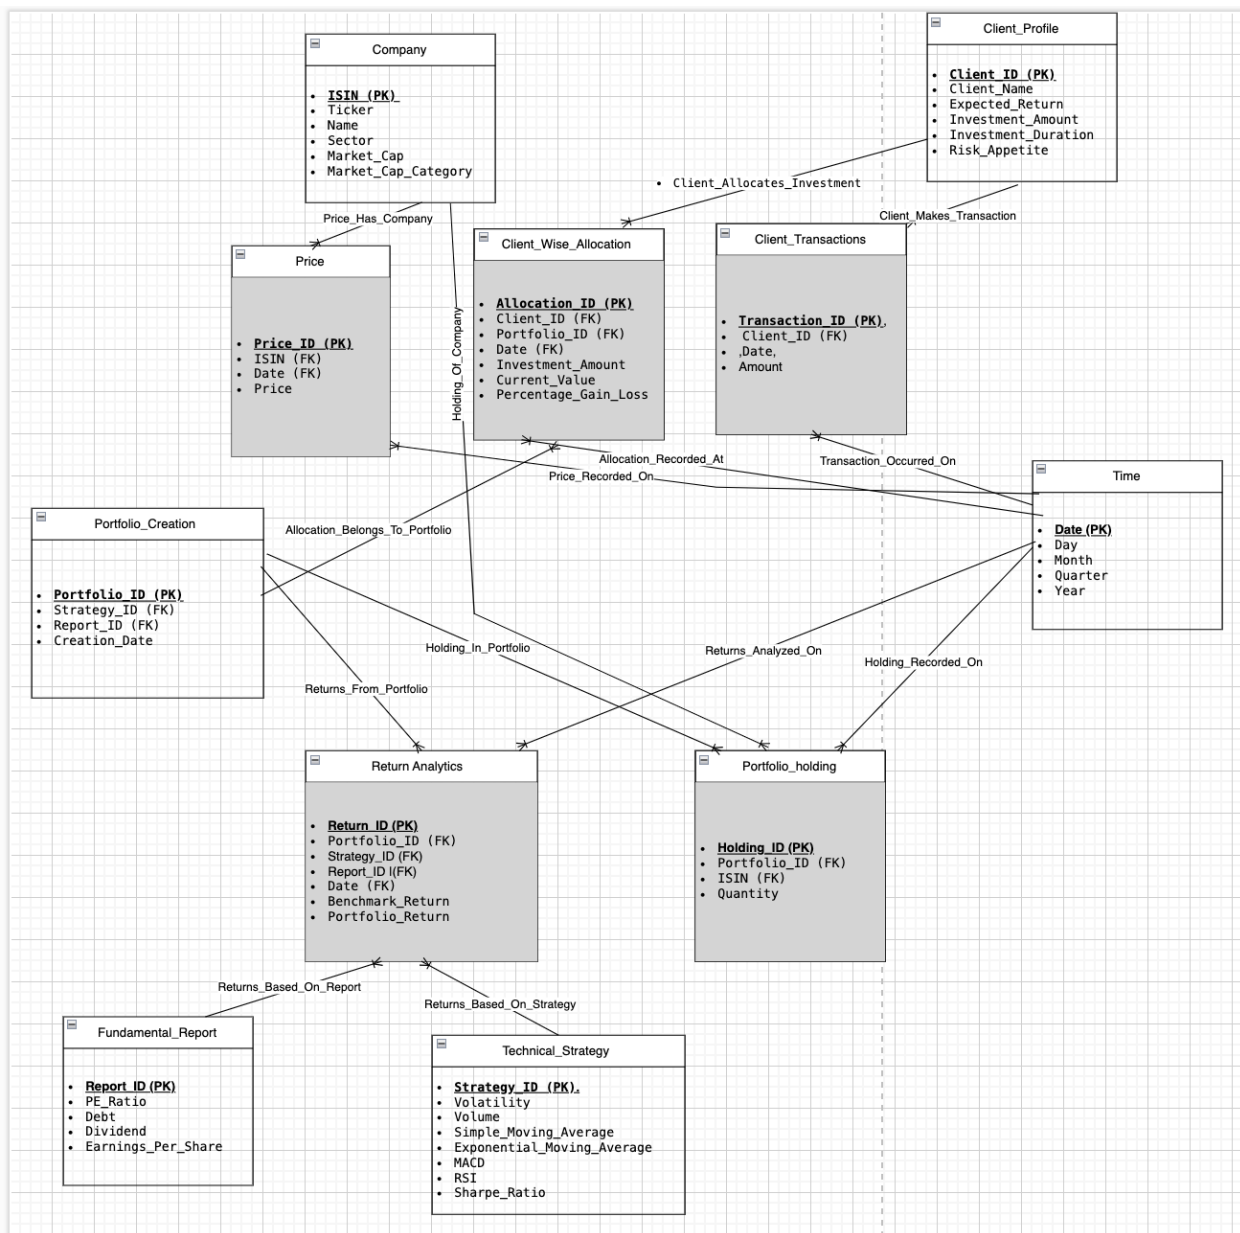 Company
ISIN (PK)
Ticker
Name
Sector
Market_Cap
Market_Cap_Category
Client_Profile
Client_ID (PK)
Client_Name
Expected_Return
Investment_Amount
Investment_Duration
Risk_Appetite
Client_Allocates_Investment
Client_Makes_Transaction
Price_Has_Company
Price
Price_ID (PK)
ISIN (FK)
Date (FK)
Price
Holding_Of_Company
Client_Wise_Allocation
Allocation_ID (PK)
Client_ID (FK)
Portfolio_ID (FK)
Date (FK)
Investment_Amount
Current_Value
Percentage_Gain_Loss
Client_Transactions
Transaction_ID (PK),
Client_ID (FK)
,Date,
Amount
Allocation_Recorded_At
Price_Recorded_On
Transaction_Occurred_On
Time
Date (PK)
Day
Month
Quarter
Year
Portfolio_Creation
Portfolio_ID (PK)
Strategy_ID (FK)
Report_ID (FK)
Creation_Date
Allocation_Belongs_To_Portfolio
Holding_In_Portfolio
Returns_Analyzed_On
Holding_Recorded_On
Returns_From_Portfolio
Return Analytics
Return_ID (PK)
Portfolio_ID (FK)
Strategy_ID (FK)
Report_ID I(FK)
Date (FK)
Benchmark_Return
Portfolio_Return
Portfolio_holding
Holding_ID (PK)
Portfolio_ID (FK)
ISIN (FK)
Quantity
Returns_Based_On_Report
Returns_Based_On_Strategy
Fundamental_Report
Report_ID (PK)
PE_Ratio
Debt
Dividend
Earnings_Per_Share
Technical_Strategy
Strategy_ID (PK).
Volatility
Volume
Simple_Moving_Average
Exponential_Moving_Average
MACD
RSI
Sharpe_Ratio